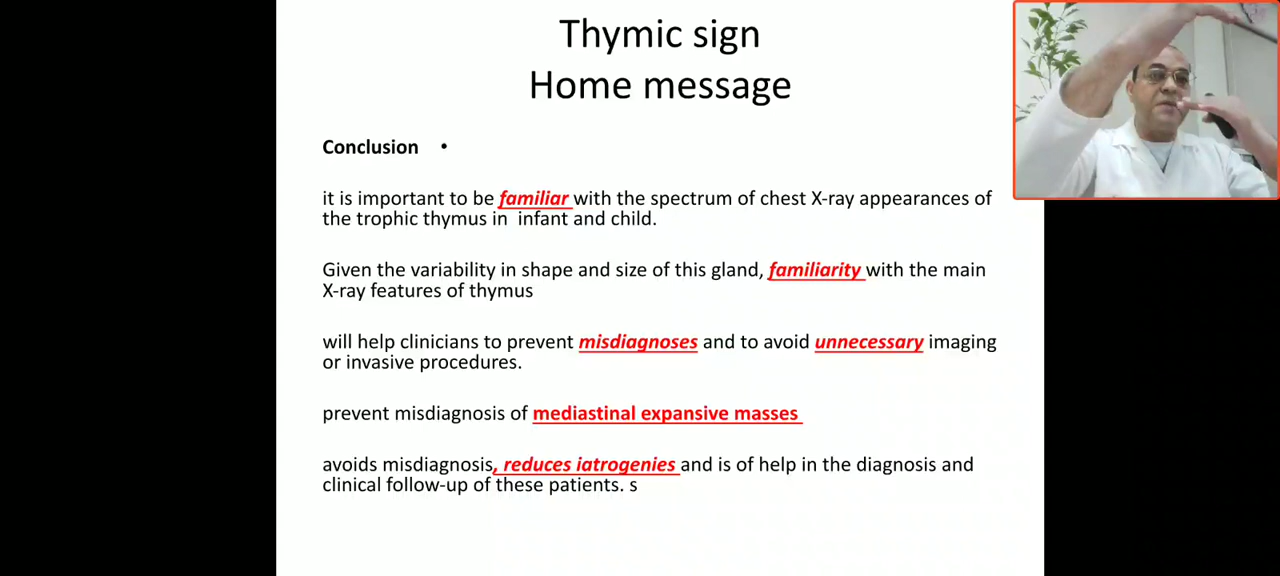 Thymic sign
Home message
Conclusion •
it is important to be familiar with the spectrum of chest X-ray appearances of
the trophic thymus in  infant and child.
Given the variability in shape and size of this gland, familiarity with the main
X-ray features of thymus
will help clinicians to prevent misdiagnoses and to avoid unnecessary imaging
or invasive procedures.
prevent misdiagnosis of mediastinal expansive masses
avoids misdiagnosis, reduces iatrogenies and is of help in the diagnosis and
clinical follow-up of these patients. s